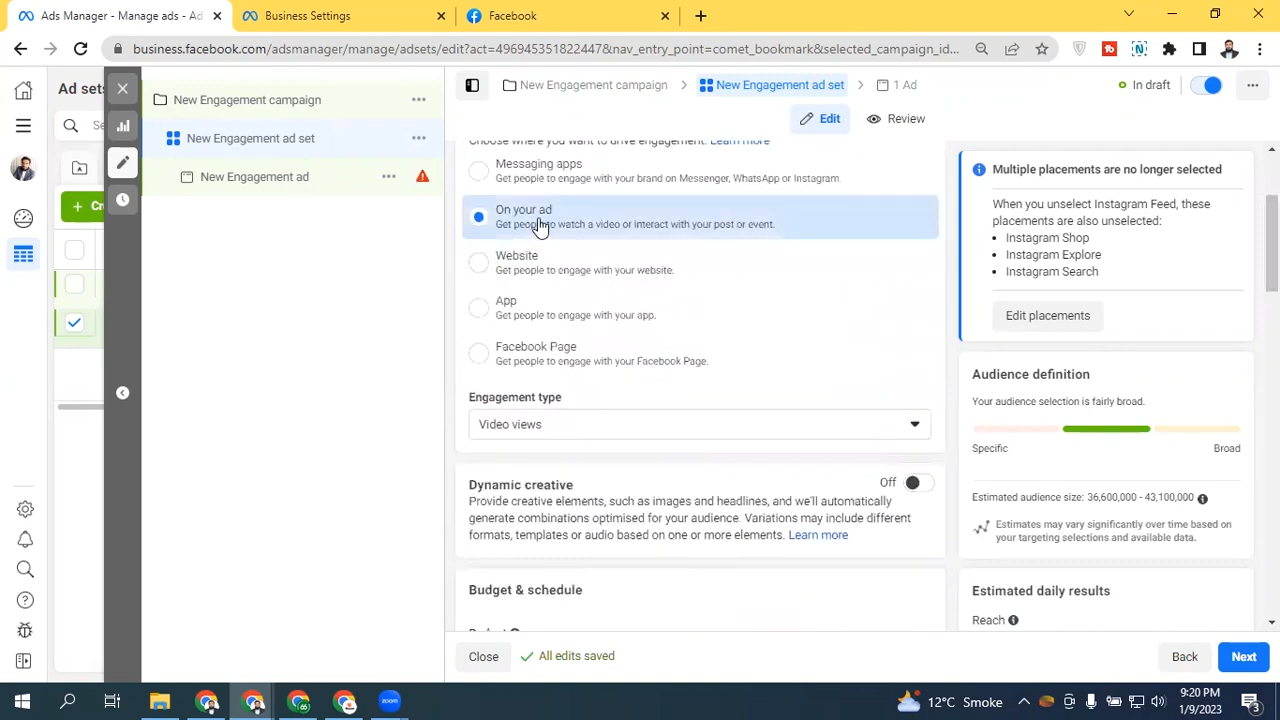 Ads Manager - Manage ads - Ad
Business Settings
Facebook
business.facebook.com/adsmanager/manage/adsets/edit?act=496945351822447&nav_entry_point=comet_bookmark&selected_campaign_id...
Ad sets
New Engagement campaign
New Engagement ad set
New Engagement ad
New Engagement campaign
New Engagement ad set
1 Ad
In draft
Edit
Review
Choose where you want to drive engagement. Learn more
Messaging apps
Get people to engage with your brand on Messenger, WhatsApp or Instagram.
On your ad
Get people to watch a video or interact with your post or event.
Website
Get people to engage with your website.
App
Get people to engage with your app.
Facebook Page
Get people to engage with your Facebook Page.
Engagement type
Video views
Dynamic creative
Off
Provide creative elements, such as images and headlines, and we'll automatically
generate combinations optimised for your audience. Variations may include different
formats, templates or audio based on one or more elements. Learn more
Budget & schedule
Multiple placements are no longer selected
When you unselect Instagram Feed, these
placements are also unselected:
• Instagram Shop
• Instagram Explore
• Instagram Search
Edit placements
Audience definition
Your audience selection is fairly broad.
Specific
Broad
Estimated audience size: 36,600,000 - 43,100,000
Estimates may vary significantly over time based on
your targeting selections and available data.
Estimated daily results
Reach
Close
All edits saved
Back
Next
zoom
12°C Smoke
9:20 PM
1/9/2023
3